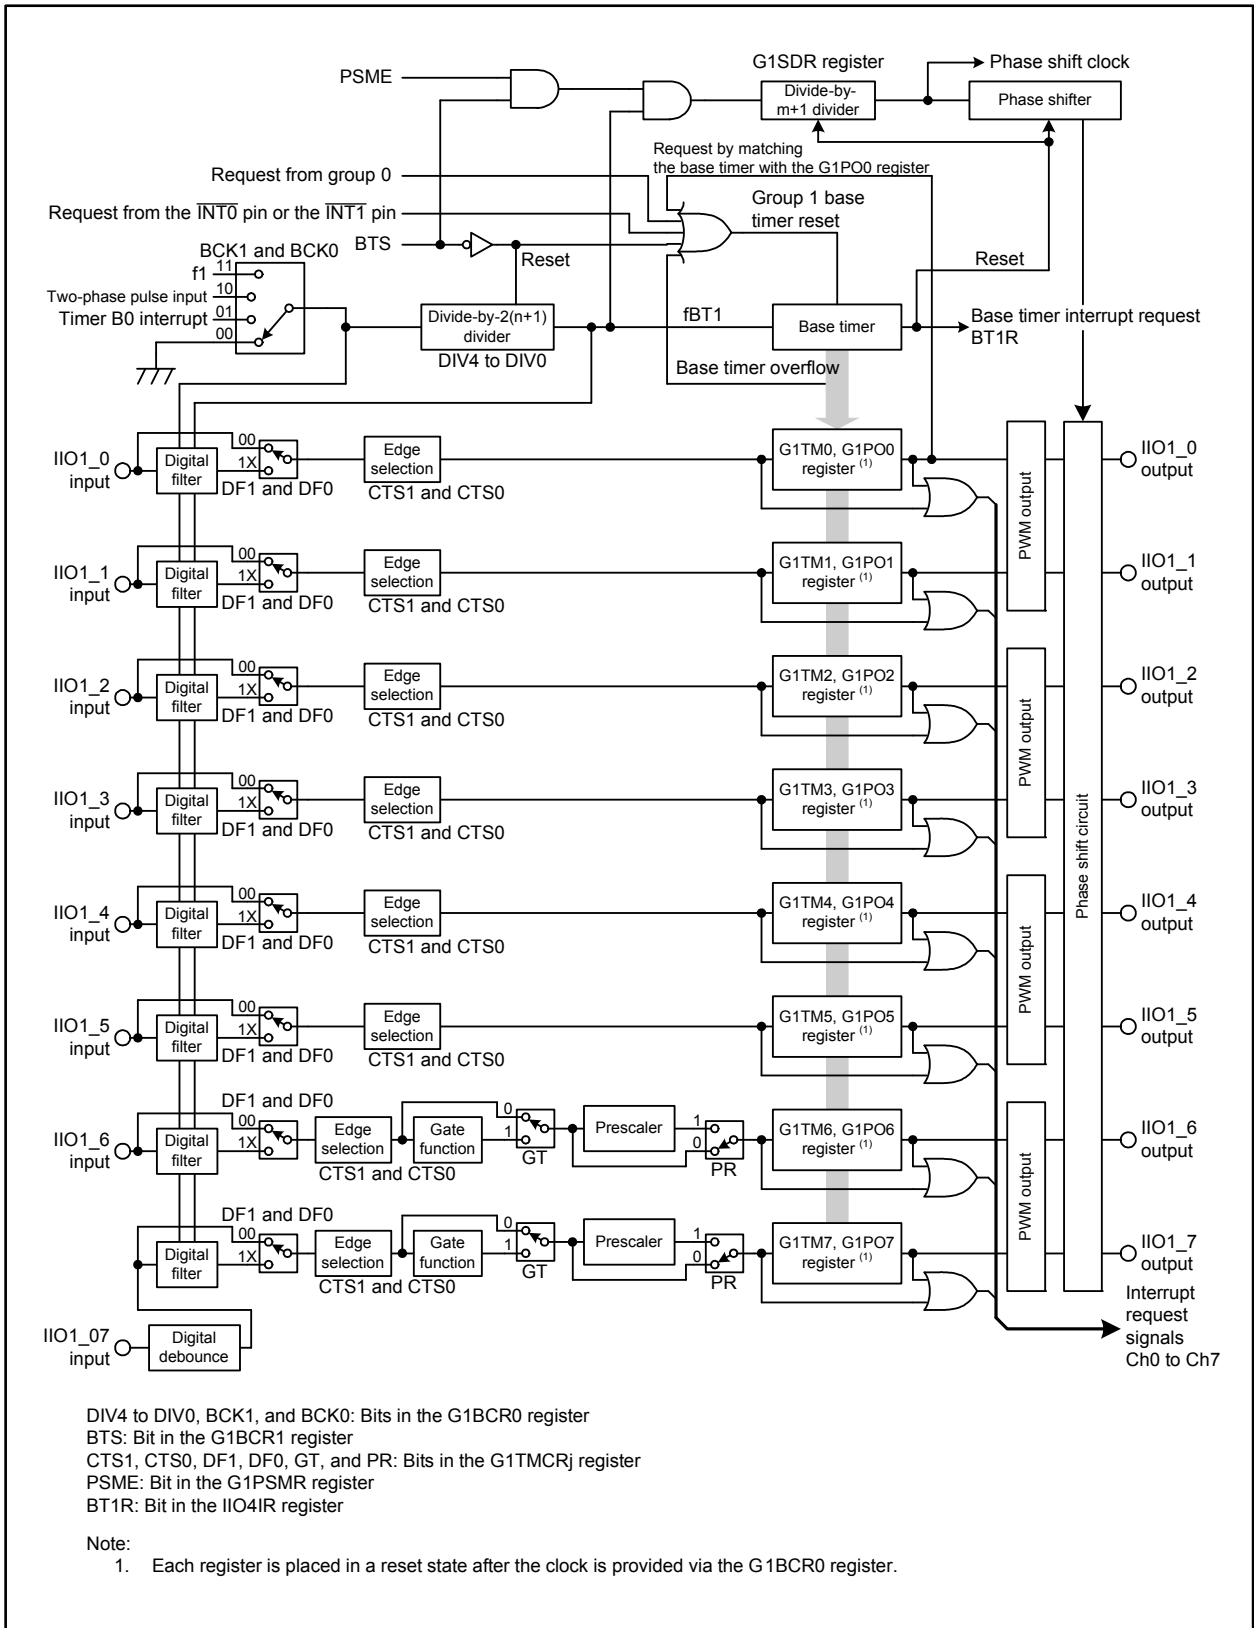 G1SDR register
Phase shift clock
PSME
Divide-by-
m+1 divider
Phase shifter
Request by matching
the base timer with the G1PO0 register
Request from group 0
Group 1 base
timer reset
Request from the INT0 pin or the INT1 pin
BTS
Reset
Reset
BCK1 and BCK0
f1
11
Two-phase pulse input
10
Timer B0 interrupt
01
00
Divide-by-2(n+1)
divider
DIV4 to DIV0
fBT1
Base timer
Base timer interrupt request
BT1R
Base timer overflow
IIO1_0
input
Digital
filter
00
1X
DF1 and DF0
Edge
selection
CTS1 and CTS0
G1TM0, G1PO0
register (1)
PWM output
Phase shift circuit
IIO1_0
output
IIO1_1
input
Digital
filter
00
1X
DF1 and DF0
Edge
selection
CTS1 and CTS0
G1TM1, G1PO1
register (1)
IIO1_1
output
IIO1_2
input
Digital
filter
00
1X
DF1 and DF0
Edge
selection
CTS1 and CTS0
G1TM2, G1PO2
register (1)
PWM output
IIO1_2
output
IIO1_3
input
Digital
filter
00
1X
DF1 and DF0
Edge
selection
CTS1 and CTS0
G1TM3, G1PO3
register (1)
IIO1_3
output
IIO1_4
input
Digital
filter
00
1X
DF1 and DF0
Edge
selection
CTS1 and CTS0
G1TM4, G1PO4
register (1)
PWM output
IIO1_4
output
IIO1_5
input
Digital
filter
00
1X
DF1 and DF0
Edge
selection
CTS1 and CTS0
G1TM5, G1PO5
register (1)
IIO1_5
output
IIO1_6
input
Digital
filter
DF1 and DF0
00
1X
Edge
selection
CTS1 and CTS0
Gate
function
0
1
GT
Prescaler
1
0
PR
G1TM6, G1PO6
register (1)
PWM output
IIO1_6
output
Digital
filter
DF1 and DF0
00
1X
Edge
selection
CTS1 and CTS0
Gate
function
0
1
GT
Prescaler
1
0
PR
G1TM7, G1PO7
register (1)
IIO1_7
output
IIO1_07
input
Digital
debounce
Interrupt
request
signals
Ch0 to Ch7
DIV4 to DIV0, BCK1, and BCK0: Bits in the G1BCR0 register
BTS: Bit in the G1BCR1 register
CTS1, CTS0, DF1, DF0, GT, and PR: Bits in the G1TMCRj register
PSME: Bit in the G1PSMR register
BT1R: Bit in the IIO4IR register
Note:
1. Each register is placed in a reset state after the clock is provided via the G1BCR0 register.